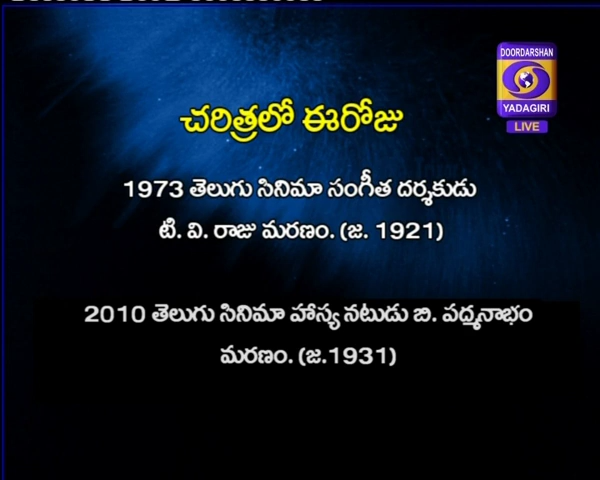 DOORDARSHAN
YADAGIRI
LIVE
చరిత్రలో ఈరోజు
1973 తెలుగు సినిమా సంగీత దర్శకుడు
టి. వి. రాజు మరణం. (జ. 1921)
2010 తెలుగు సినిమా హాస్య నటుడు బి. పద్మనాభం
మరణం. (జ.1931)